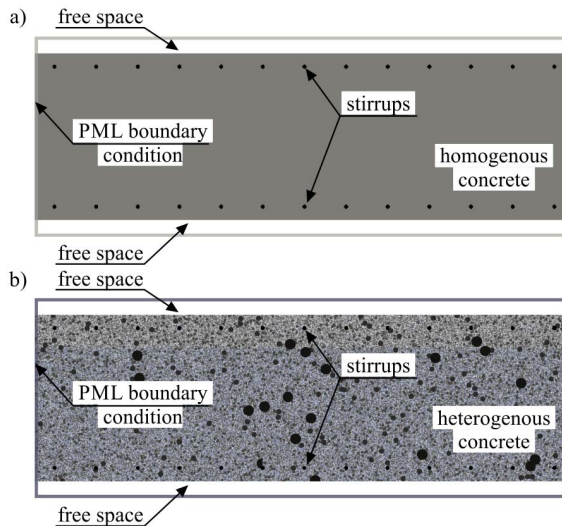 a)
free space
stirrups
PML boundary
condition
homogenous
concrete
free space
b)
free space
stirrups
PML boundary
condition
heterogenous
concrete
free space